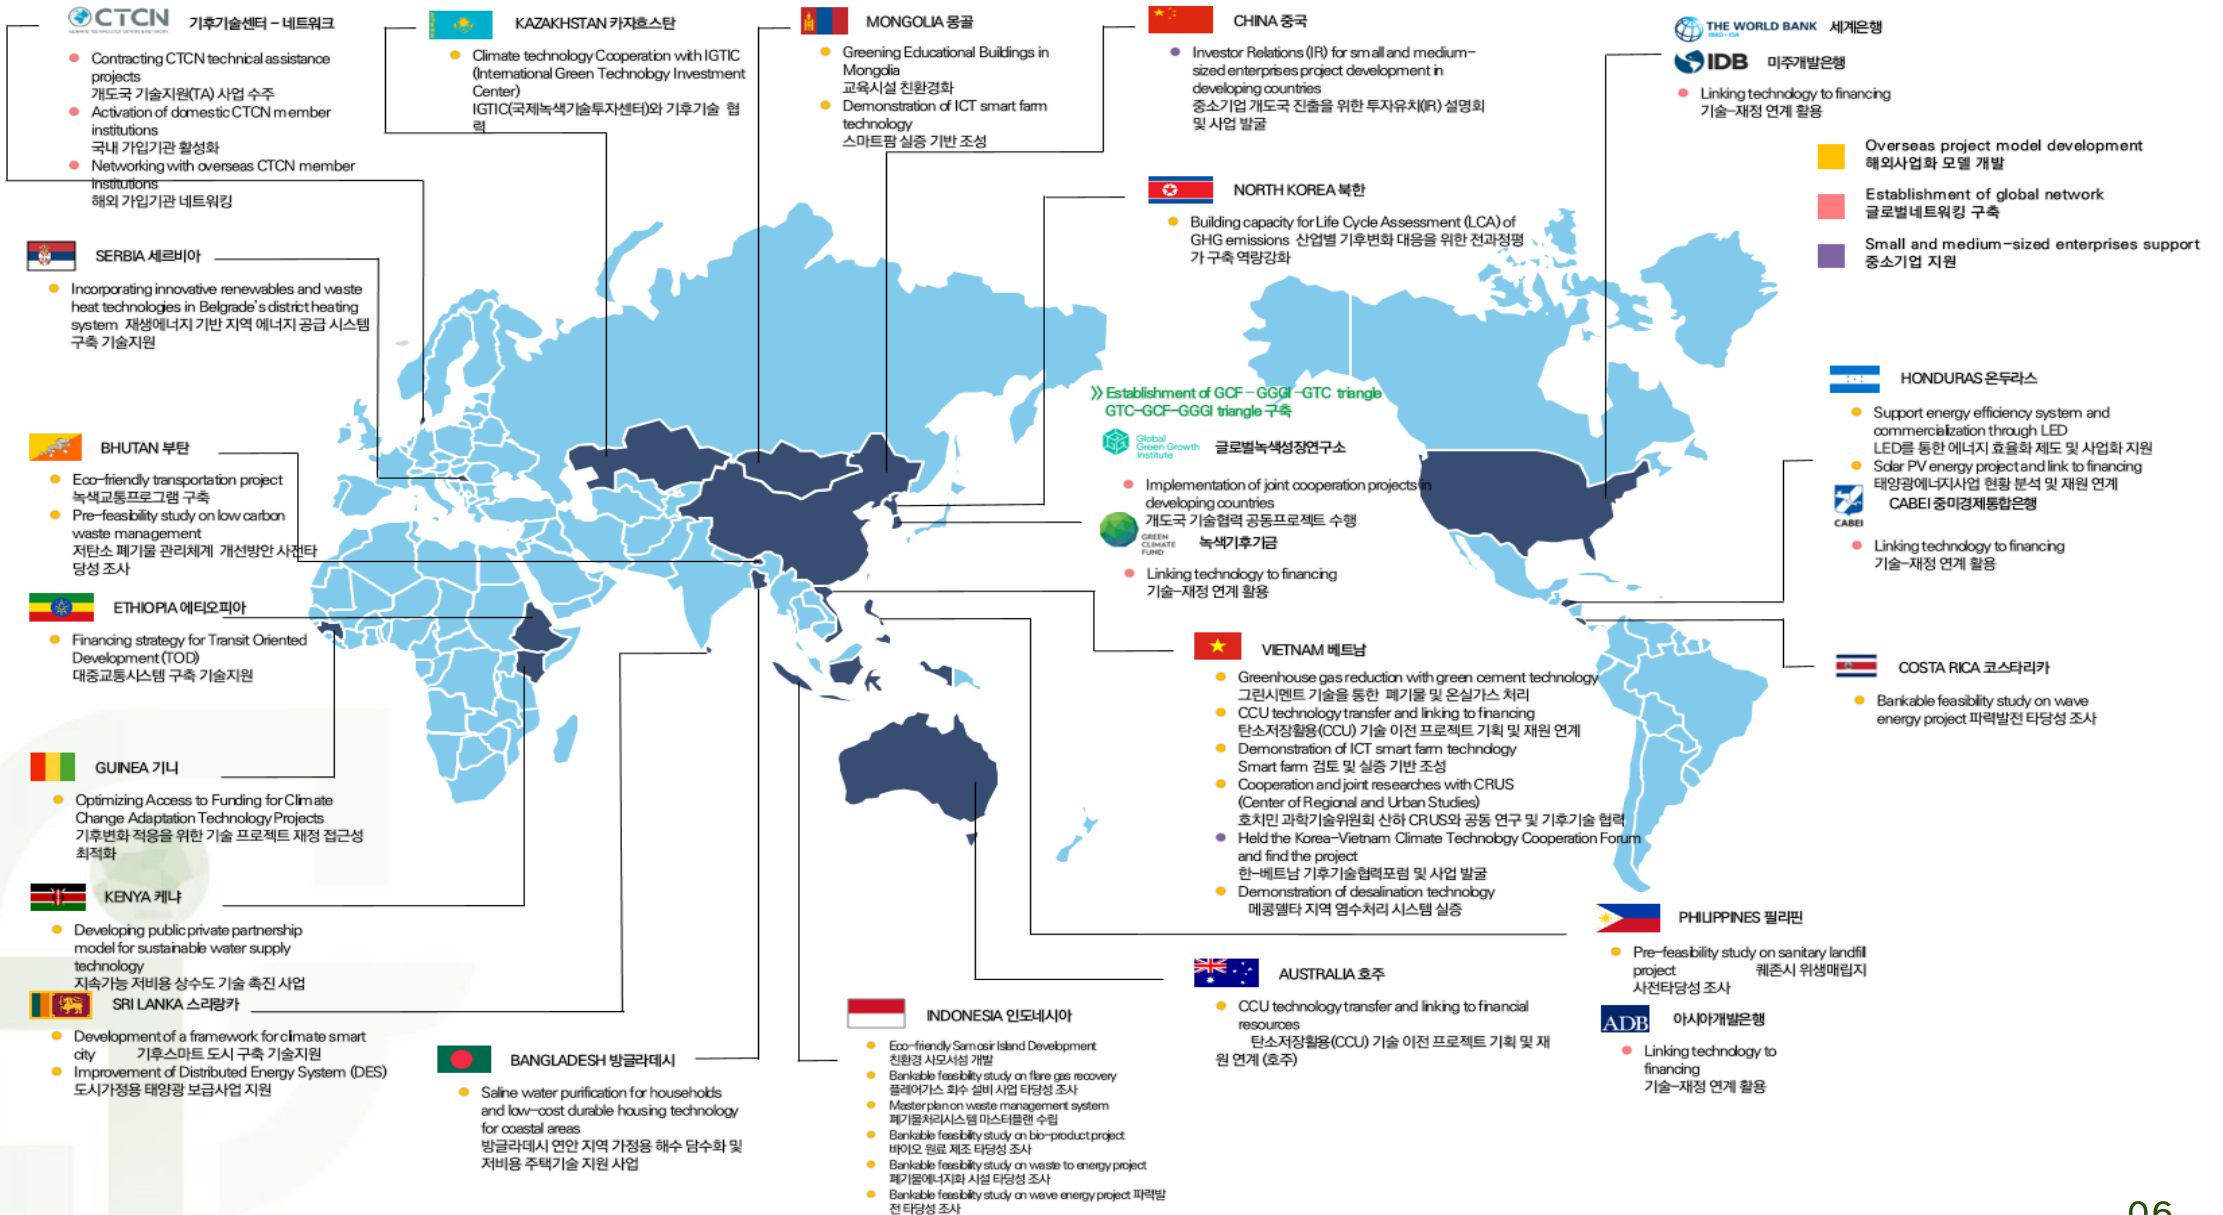 CTCN 기후기술센터 - 네트워크
CLIMATE TECHNOLOGY CENTRE & NETWORK
Contracting CTCN technical assistance
projects
개도국 기술지원(TA) 사업 수주
Activation of domestic CTCN member
institutions
국내 가입기관 활성화
Networking with overseas CTCN member
institutions
해외 가입기관 네트워킹
KAZAKHSTAN 카자흐스탄
Climate technology Cooperation with IGTIC
(International Green Technology Investment
Center)
IGTIC(국제녹색기술투자센터)와 기후기술 협
력
MONGOLIA 몽골
Greening Educational Buildings in
Mongolia
교육시설 친환경화
Demonstration of ICT smart farm
technology
스마트팜 실증 기반 조성
CHINA 중국
Investor Relations (IR) for small and medium-
sized enterprises project development in
developing countries
중소기업 개도국 진출을 위한 투자유치(IR) 설명회
및 사업 발굴
THE WORLD BANK 세계은행
IBRD · IDA
IDB 미주개발은행
Linking technology to financing
기술-재정 연계 활용
Overseas project model development
해외사업화 모델 개발
Establishment of global network
글로벌네트워킹 구축
Small and medium-sized enterprises support
중소기업 지원
NORTH KOREA 북한
Building capacity for Life Cycle Assessment (LCA) of
GHG emissions 산업별 기후변화 대응을 위한 전과정평
가 구축 역량강화
SERBIA 세르비아
Incorporating innovative renewables and waste
heat technologies in Belgrade's district heating
system 재생에너지 기반 지역 에너지 공급 시스템
구축 기술지원
BHUTAN 부탄
Eco-friendly transportation project
녹색교통프로그램 구축
Pre-feasibility study on low carbon
waste management
저탄소 폐기물 관리체계 개선방안 사전타
당성 조사
ETHIOPIA 에티오피아
Financing strategy for Transit Oriented
Development (TOD)
대중교통시스템 구축 기술지원
GUINEA 기니
Optimizing Access to Funding for Climate
Change Adaptation Technology Projects
기후변화 적응을 위한 기술 프로젝트 재정 접근성
최적화
KENYA 케냐
Developing public private partnership
model for sustainable water supply
technology
지속가능 저비용 상수도 기술 촉진 사업
SRI LANKA 스리랑카
Development of a framework for climate smart
city 기후스마트 도시 구축 기술지원
Improvement of Distributed Energy System (DES)
도시가정용 태양광 보급사업 지원
BANGLADESH 방글라데시
Saline water purification for households
and low-cost durable housing technology
for coastal areas
방글라데시 연안 지역 가정용 해수 담수화 및
저비용 주택기술 지원 사업
INDONESIA 인도네시아
Eco-friendly Samosir Island Development
친환경 사모서섬 개발
Bankable feasibility study on flare gas recovery
플레어가스 회수 설비 사업 타당성 조사
Master plan on waste management system
폐기물처리시스템 마스터플랜 수립
Bankable feasibility study on bio-product project
바이오 원료 제조 타당성 조사
Bankable feasibility study on waste to energy project
폐기물에너지화 시설 타당성 조사
Bankable feasibility study on wave energy project 파력발
전 타당성 조사
>> Establishment of GCF - GGGI -GTC triangle
GTC-GCF-GGGI triangle 구축
Global
Green Growth
Institute
글로벌녹색성장연구소
Implementation of joint cooperation projects in
developing countries
개도국 기술협력 공동프로젝트 수행
GREEN
CLIMATE
FUND
녹색기후기금
Linking technology to financing
기술-재정 연계 활용
VIETNAM 베트남
Greenhouse gas reduction with green cement technology
그린시멘트 기술을 통한 폐기물 및 온실가스 처리
CCU technology transfer and linking to financing
탄소저장활용(CCU) 기술 이전 프로젝트 기획 및 재원 연계
Demonstration of ICT smart farm technology
Smart farm 검토 및 실증 기반 조성
Cooperation and joint researches with CRUS
(Center of Regional and Urban Studies)
호치민 과학기술위원회 산하 CRUS와 공동 연구 및 기후기술 협력
Held the Korea-Vietnam Climate Technology Cooperation Forum
and find the project
한-베트남 기후기술협력포럼 및 사업 발굴
Demonstration of desalination technology
메콩델타 지역 염수처리 시스템 실증
AUSTRALIA 호주
CCU technology transfer and linking to financial
resources
탄소저장활용(CCU) 기술 이전 프로젝트 기획 및 재
원 연계 (호주)
HONDURAS 온두라스
Support energy efficiency system and
commercialization through LED
LED를 통한 에너지 효율화 제도 및 사업화 지원
Solar PV energy project and link to financing
태양광에너지사업 현황 분석 및 재원 연계
CABEI
CABEI 중미경제통합은행
Linking technology to financing
기술-재정 연계 활용
COSTA RICA 코스타리카
Bankable feasibility study on wave
energy project 파력발전 타당성 조사
PHILIPPINES 필리핀
Pre-feasibility study on sanitary landfill
project 퀘존시 위생매립지
사전타당성 조사
ADB 아시아개발은행
Linking technology to
financing
기술-재정 연계 활용
06